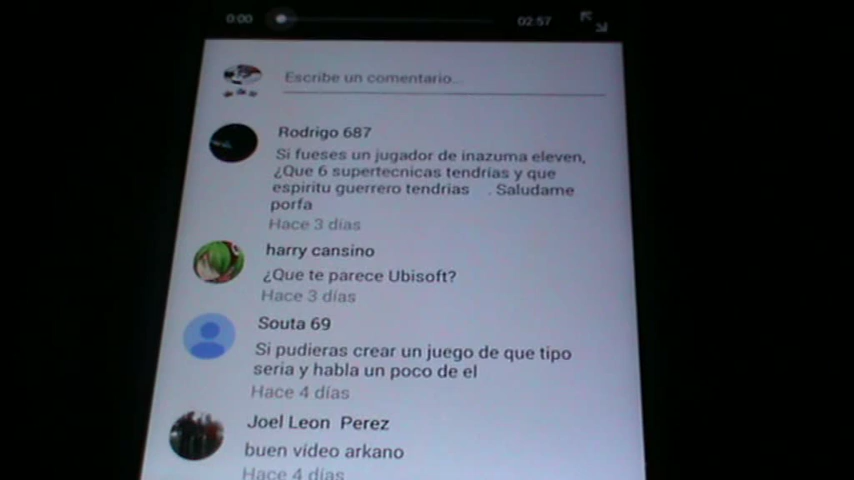 0:00 02:57
Escribe un comentario...
Rodrigo 687
Si fueses un jugador de inazuma eleven,
¿Que 6 supertecnicas tendrías y que
espiritu guerrero tendrias . Saludame
porfa
Hace 3 días
harry cansino
¿Que te parece Ubisoft?
Hace 3 días
Souta 69
Si pudieras crear un juego de que tipo
seria y habla un poco de el
Hace 4 días
Joel Leon Perez
buen vídeo arkano
Hace 4 días